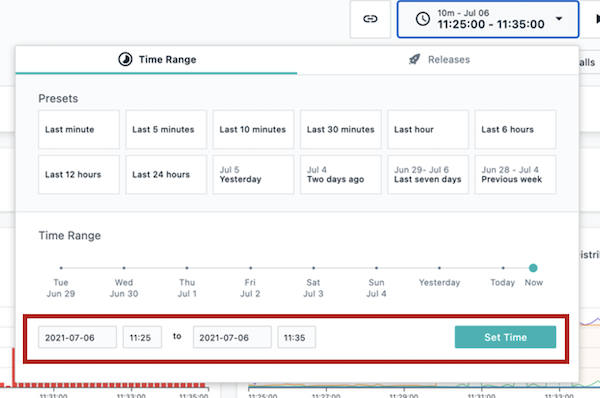 10m - Jul 06
11:25:00 - 11:35:00
Time Range
Releases
alls
Presets
Last minute
Last 5 minutes
Last 10 minutes
Last 30 minutes
Last hour
Last 6 hours
Last 12 hours
Last 24 hours
Jul 5
Yesterday
Jul 4
Two days ago
Jun 29- Jul 6
Last seven days
Jun 28 - Jul 4
Previous week
Time Range
Tue
Jun 29
Wed
Jun 30
Thu
Jul 1
Fri
Jul 2
Sat
Jul 3
Sun
Jul 4
Yesterday
Today
Now
istrib
2021-07-06
11:25
to
2021-07-06
11:35
Set Time
11:31:00
11:33:00
11:35:00
11:25:00
11:27:00
11:29:00
11:31:00
11:33:00